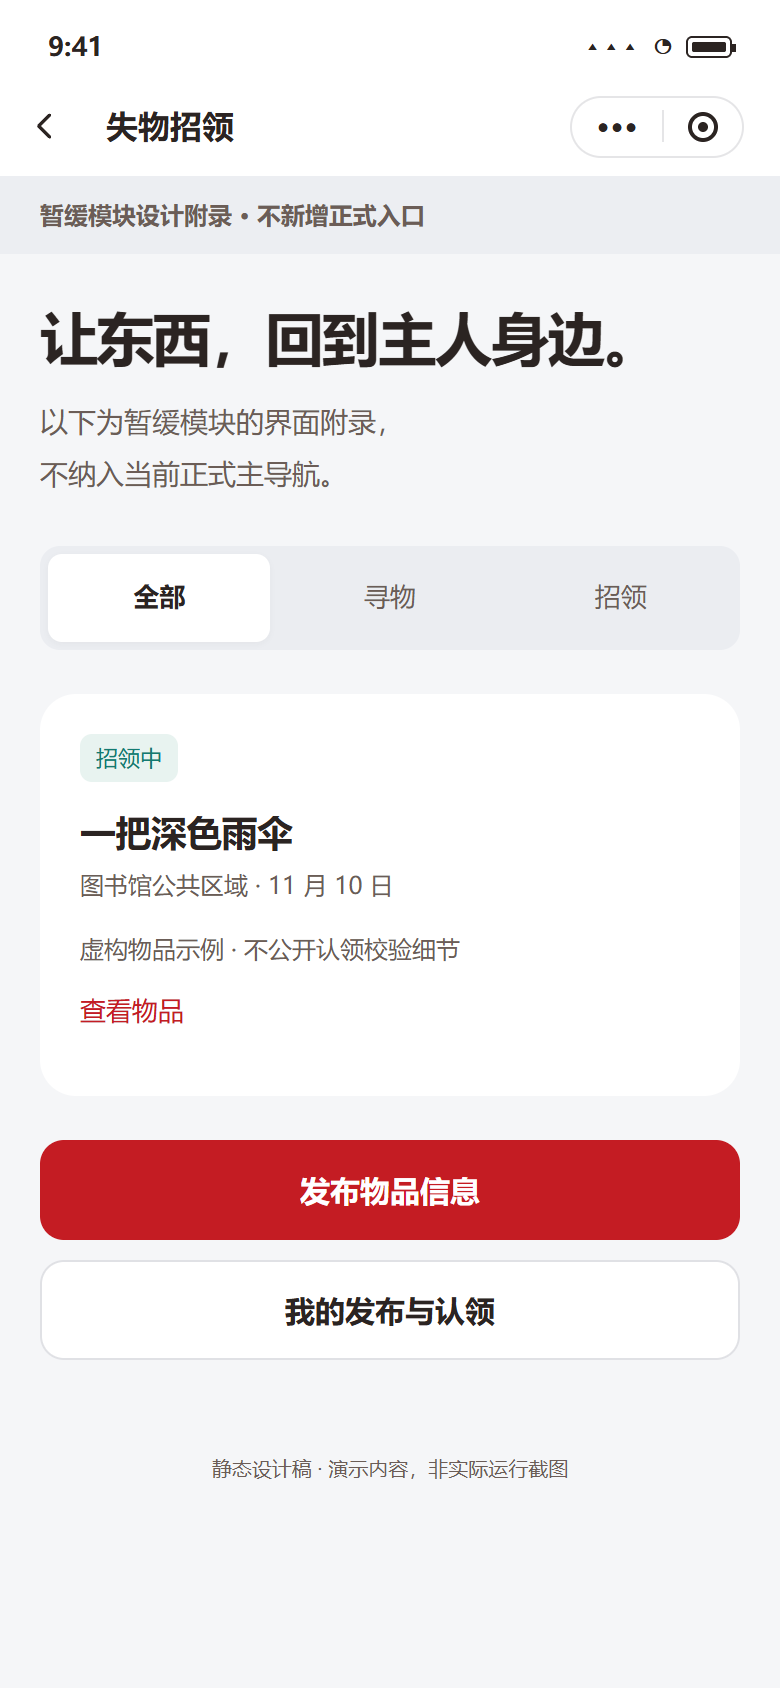 9:41
失物招领
暂缓模块设计附录 • 不新增正式入口
让东西，回到主人身边。
以下为暂缓模块的界面附录，
不纳入当前正式主导航。
全部 寻物 招领
招领中
一把深色雨伞
图书馆公共区域 · 11 月 10 日
虚构物品示例 · 不公开认领校验细节
查看物品
发布物品信息
我的发布与认领
静态设计稿 · 演示内容，非实际运行截图